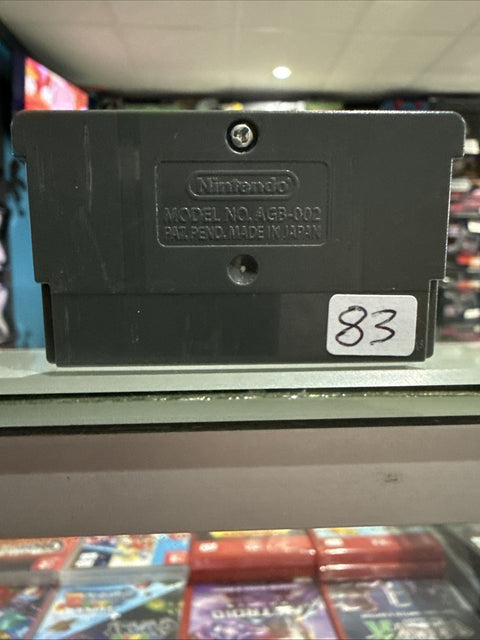 Nintendo
MODEL NO. AGB-002
PAT. PEND. MADE IN JAPAN
83